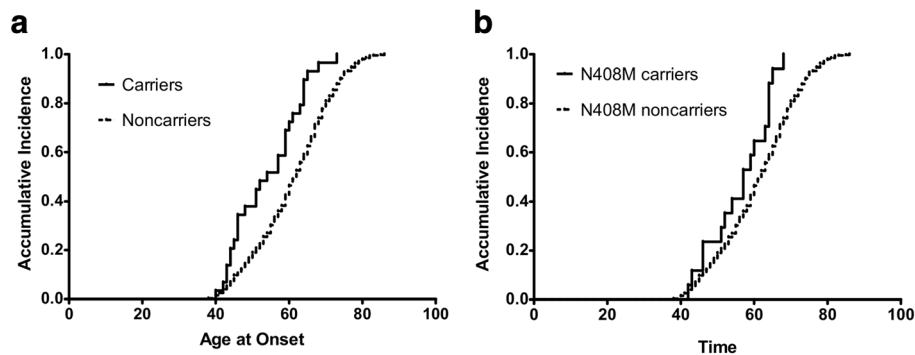 a
Accumulative Incidence
1.0
0.8
0.6
0.4
0.2
0.0
Carriers
Noncarriers
0 20 40 60 80 100
Age at Onset
b
Accumulative Incidence
1.0
0.8
0.6
0.4
0.2
0.0
N408M carriers
N408M noncarriers
0 20 40 60 80 100
Time